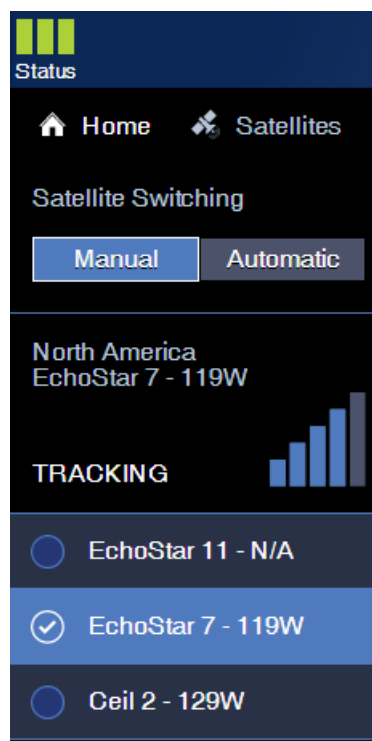 Status
Home Satellites
Satellite Switching
Manual Automatic
North America
EchoStar 7 - 119W
TRACKING
EchoStar 11 - N/A
EchoStar 7 - 119W
Ceil 2 - 129W